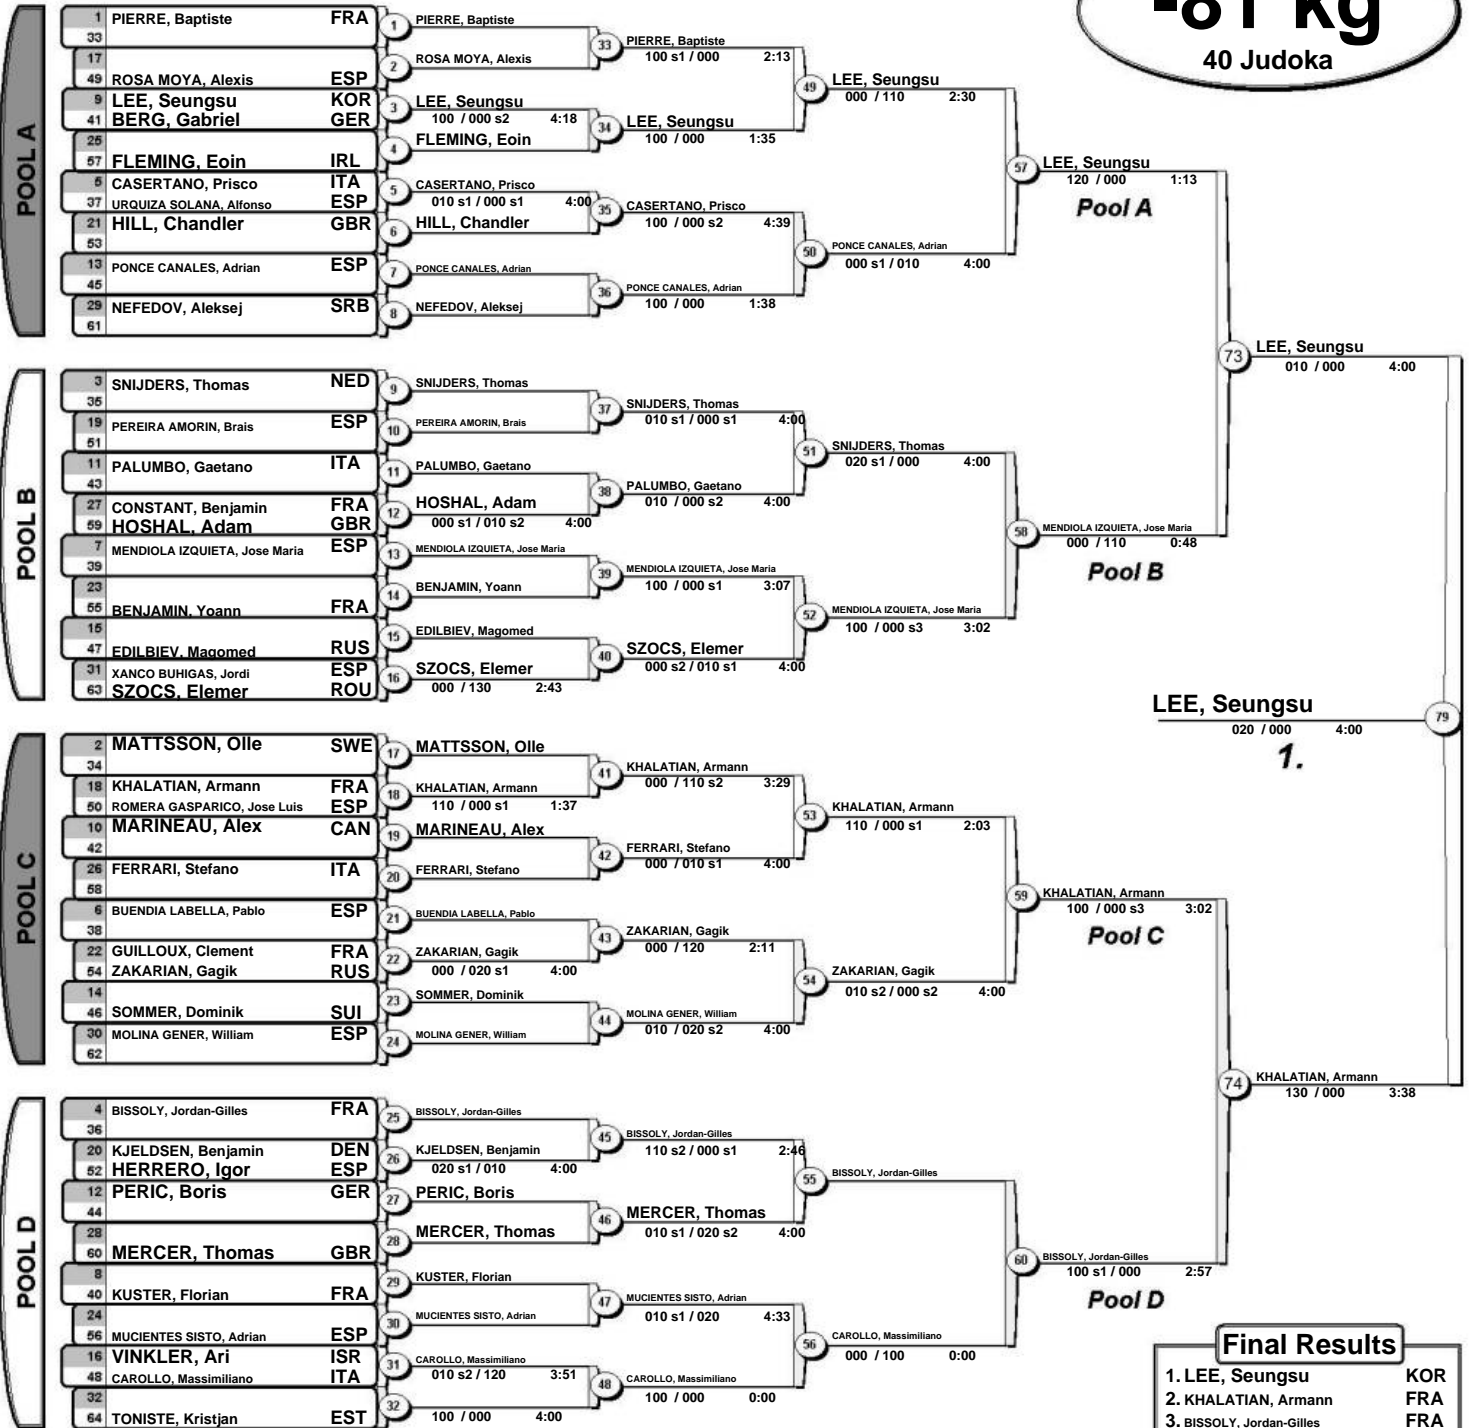 -81 kg
40 Judoka
POOL A
1 PIERRE, Baptiste FRA
33
17
49 ROSA MOYA, Alexis ESP
9 LEE, Seungsu KOR
41 BERG, Gabriel GER
25
57 FLEMING, Eoin IRL
5 CASERTANO, Prisco ITA
37 URQUIZA SOLANA, Alfonso ESP
21 HILL, Chandler GBR
53
13 PONCE CANALES, Adrian ESP
45
29 NEFEDOV, Aleksej SRB
61
1 PIERRE, Baptiste
2 ROSA MOYA, Alexis
3 LEE, Seungsu
100 / 000 s2 4:18
4 FLEMING, Eoin
5 CASERTANO, Prisco
010 s1 / 000 s1 4:00
6 HILL, Chandler
7 PONCE CANALES, Adrian
8 NEFEDOV, Aleksej
33 PIERRE, Baptiste
100 s1 / 000 2:13
34 LEE, Seungsu
100 / 000 1:35
35 CASERTANO, Prisco
100 / 000 s2 4:39
36 PONCE CANALES, Adrian
100 / 000 1:38
49 LEE, Seungsu
000 / 110 2:30
50 PONCE CANALES, Adrian
000 s1 / 010 4:00
57 LEE, Seungsu
120 / 000 1:13
Pool A
POOL B
3 SNIJDERS, Thomas NED
35
19 PEREIRA AMORIN, Brais ESP
51
11 PALUMBO, Gaetano ITA
43
27 CONSTANT, Benjamin FRA
59 HOSHAL, Adam GBR
7 MENDIOLA IZQUIETA, Jose Maria ESP
39
23
55 BENJAMIN, Yoann FRA
15
47 EDILBIEV, Magomed RUS
31 XANCO BUHIGAS, Jordi ESP
63 SZOCS, Elemer ROU
9 SNIJDERS, Thomas
10 PEREIRA AMORIN, Brais
11 PALUMBO, Gaetano
12 HOSHAL, Adam
000 s1 / 010 s2 4:00
13 MENDIOLA IZQUIETA, Jose Maria
14 BENJAMIN, Yoann
15 EDILBIEV, Magomed
16 SZOCS, Elemer
000 / 130 2:43
37 SNIJDERS, Thomas
010 s1 / 000 s1 4:00
38 PALUMBO, Gaetano
010 / 000 s2 4:00
39 MENDIOLA IZQUIETA, Jose Maria
100 / 000 s1 3:07
40 SZOCS, Elemer
000 s2 / 010 s1 4:00
51 SNIJDERS, Thomas
020 s1 / 000 4:00
52 MENDIOLA IZQUIETA, Jose Maria
100 / 000 s3 3:02
58 MENDIOLA IZQUIETA, Jose Maria
000 / 110 0:48
Pool B
73 LEE, Seungsu
010 / 000 4:00
POOL C
2 MATTSSON, Olle SWE
34
18 KHALATIAN, Armann FRA
50 ROMERA GASPARICO, Jose Luis ESP
10 MARINEAU, Alex CAN
42
26 FERRARI, Stefano ITA
58
6 BUENDIA LABELLA, Pablo ESP
38
22 GUILLOUX, Clement FRA
54 ZAKARIAN, Gagik RUS
14
46 SOMMER, Dominik SUI
30 MOLINA GENER, William ESP
62
17 MATTSSON, Olle
18 KHALATIAN, Armann
110 / 000 s1 1:37
19 MARINEAU, Alex
20 FERRARI, Stefano
21 BUENDIA LABELLA, Pablo
22 ZAKARIAN, Gagik
000 / 020 s1 4:00
23 SOMMER, Dominik
24 MOLINA GENER, William
41 KHALATIAN, Armann
000 / 110 s2 3:29
42 FERRARI, Stefano
000 / 010 s1 4:00
43 ZAKARIAN, Gagik
000 / 120 2:11
44 MOLINA GENER, William
010 / 020 s2 4:00
53 KHALATIAN, Armann
110 / 000 s1 2:03
54 ZAKARIAN, Gagik
010 s2 / 000 s2 4:00
59 KHALATIAN, Armann
100 / 000 s3 3:02
Pool C
LEE, Seungsu 79
020 / 000 4:00
1.
POOL D
4 BISSOLY, Jordan-Gilles FRA
36
20 KJELDSEN, Benjamin DEN
52 HERRERO, Igor ESP
12 PERIC, Boris GER
44
28
60 MERCER, Thomas GBR
8
40 KUSTER, Florian FRA
24
56 MUCIENTES SISTO, Adrian ESP
16 VINKLER, Ari ISR
48 CAROLLO, Massimiliano ITA
32
64 TONISTE, Kristjan EST
25 BISSOLY, Jordan-Gilles
26 KJELDSEN, Benjamin
020 s1 / 010 4:00
27 PERIC, Boris
28 MERCER, Thomas
29 KUSTER, Florian
30 MUCIENTES SISTO, Adrian
31 CAROLLO, Massimiliano
010 s2 / 120 3:51
32
100 / 000 4:00
45 BISSOLY, Jordan-Gilles
110 s2 / 000 s1 2:46
46 MERCER, Thomas
010 s1 / 020 s2 4:00
47 MUCIENTES SISTO, Adrian
010 s1 / 020 4:33
48 CAROLLO, Massimiliano
100 / 000 0:00
55 BISSOLY, Jordan-Gilles
56 CAROLLO, Massimiliano
000 / 100 0:00
60 BISSOLY, Jordan-Gilles
100 s1 / 000 2:57
Pool D
74 KHALATIAN, Armann
130 / 000 3:38
Final Results
1. LEE, Seungsu KOR
2. KHALATIAN, Armann FRA
3. BISSOLY, Jordan-Gilles FRA